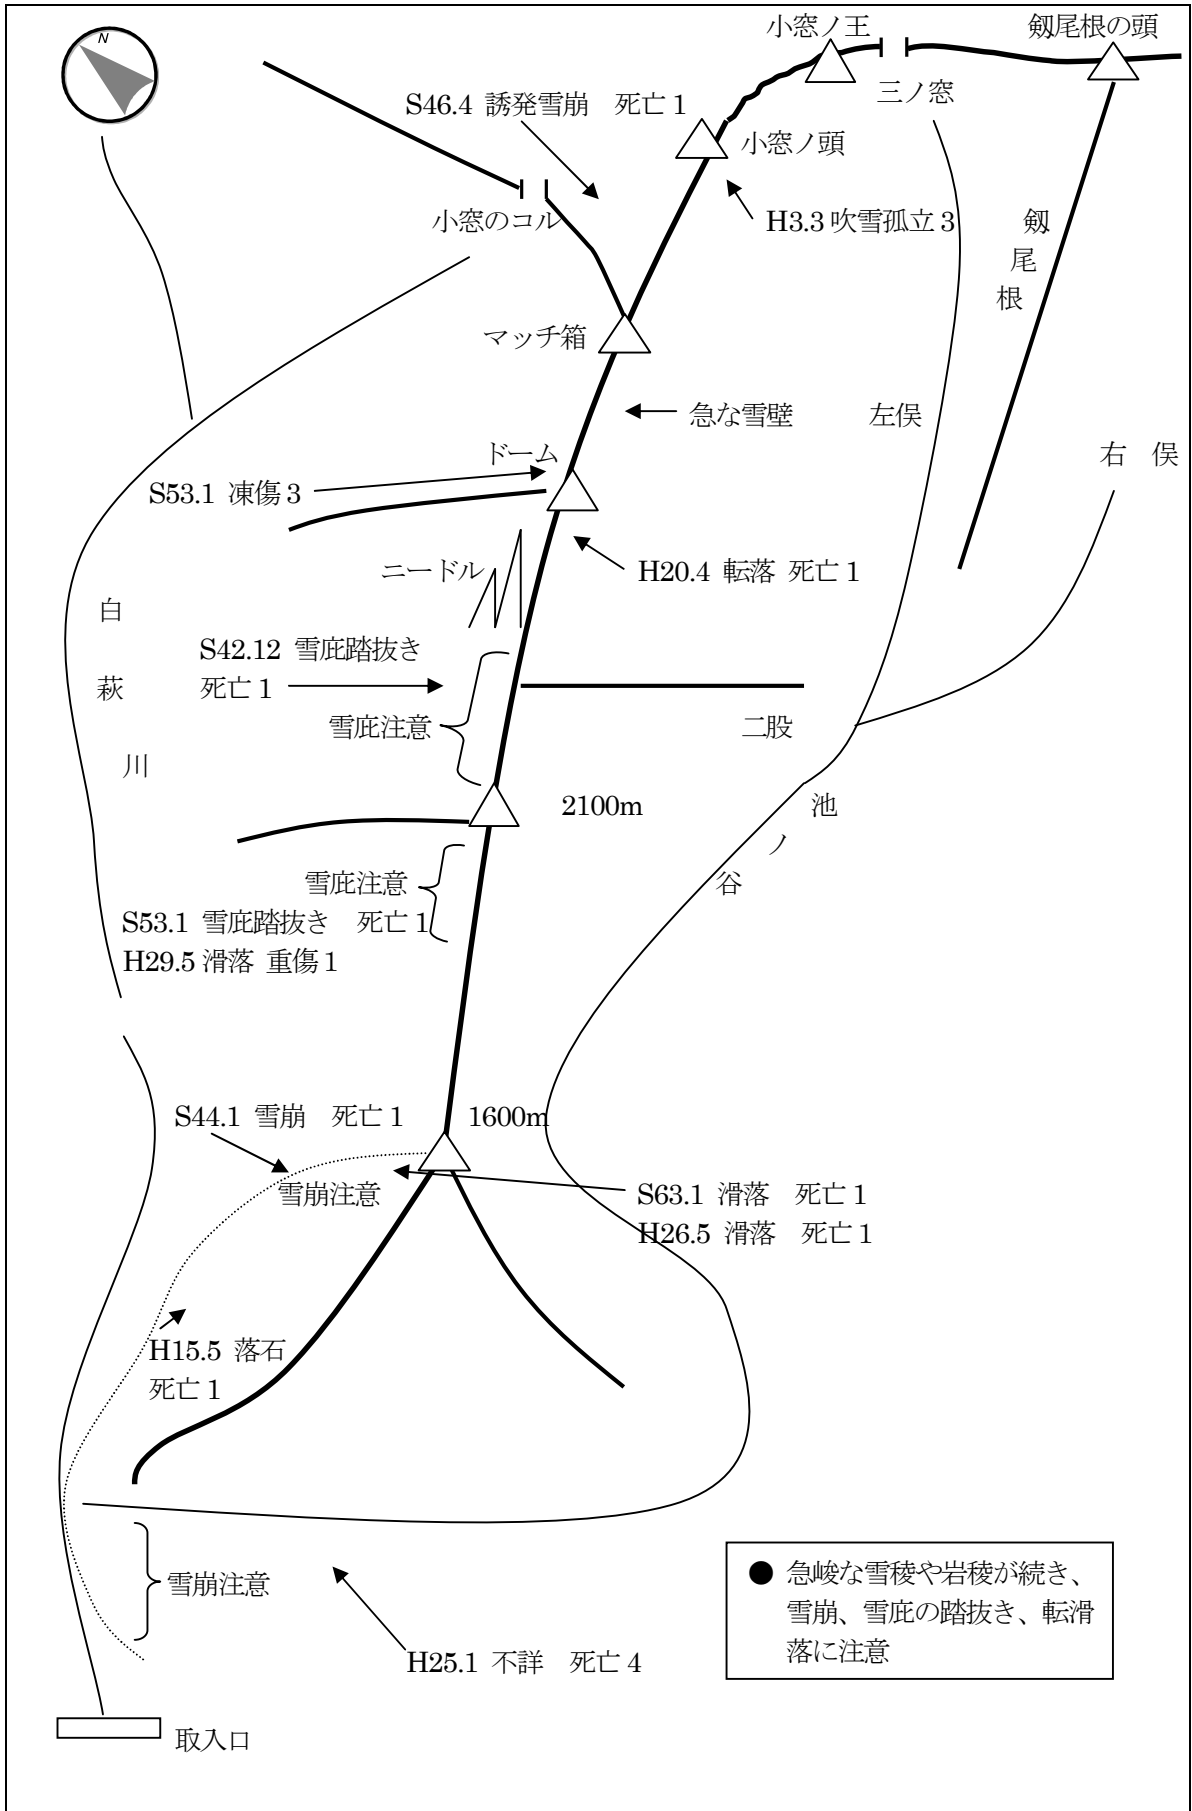 N
小窓ノ王
剱尾根の頭
三ノ窓
S46.4 誘発雪崩　死亡1
小窓ノ頭
小窓のコル
H3.3吹雪孤立3
剱尾根
マッチ箱
急な雪壁
左俣
右　俣
ドーム
S53.1 凍傷3
ニードル
H20.4 転落 死亡1
白萩川
S42.12 雪庇踏抜き
死亡1
雪庇注意
二股
2100m
池ノ谷
雪庇注意
S53.1 雪庇踏抜き　死亡1
H29.5滑落 重傷1
S44.1 雪崩　死亡1
1600m
雪崩注意
S63.1 滑落　死亡1
H26.5 滑落　死亡1
H15.5 落石
死亡1
雪崩注意
H25.1 不詳　死亡4
● 急峻な雪稜や岩稜が続き、
雪崩、雪庇の踏抜き、転滑
落に注意
取入口